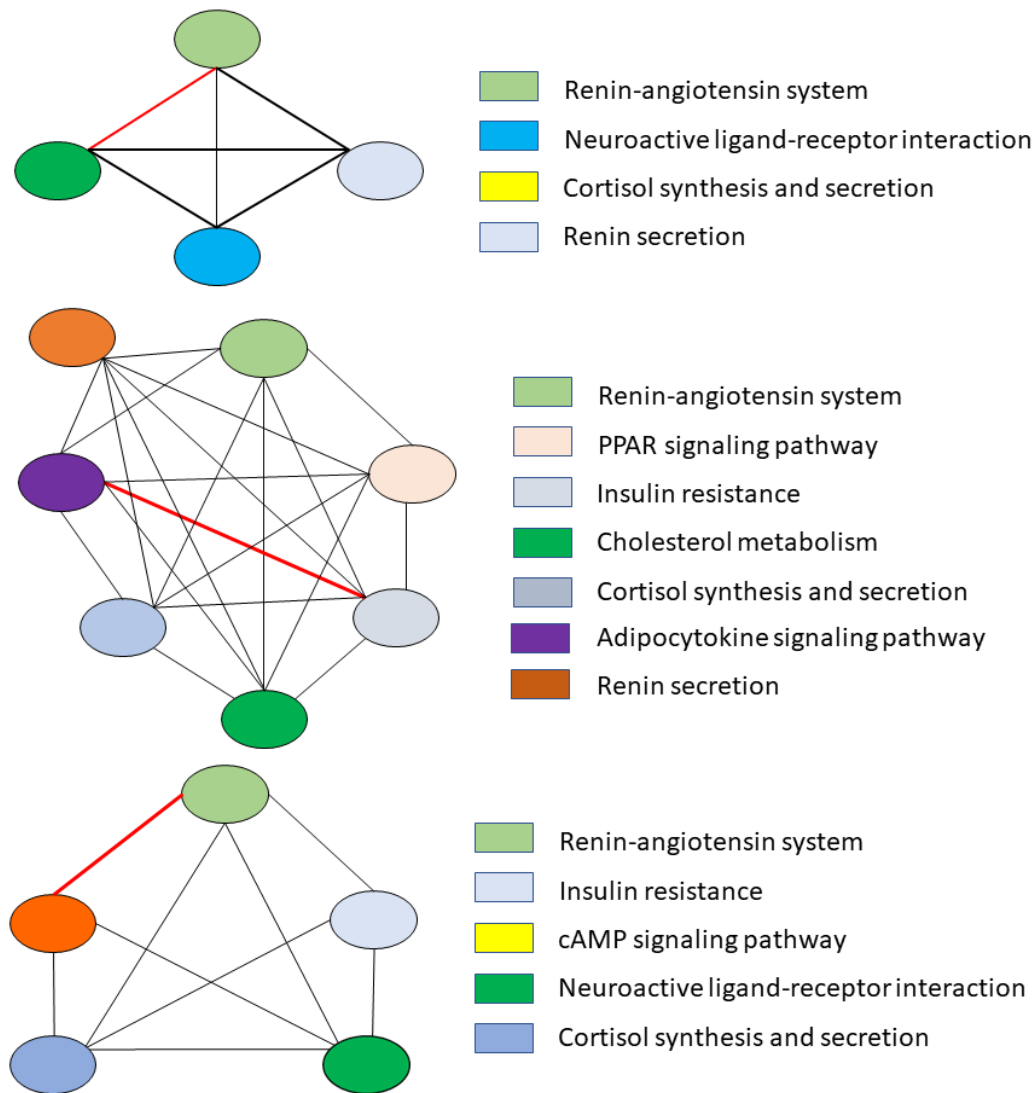 Renin-angiotensin system
Neuroactive ligand-receptor interaction
Cortisol synthesis and secretion
Renin secretion
Renin-angiotensin system
PPAR signaling pathway
Insulin resistance
Cholesterol metabolism
Cortisol synthesis and secretion
Adipocytokine signaling pathway
Renin secretion
Renin-angiotensin system
Insulin resistance
cAMP signaling pathway
Neuroactive ligand-receptor interaction
Cortisol synthesis and secretion